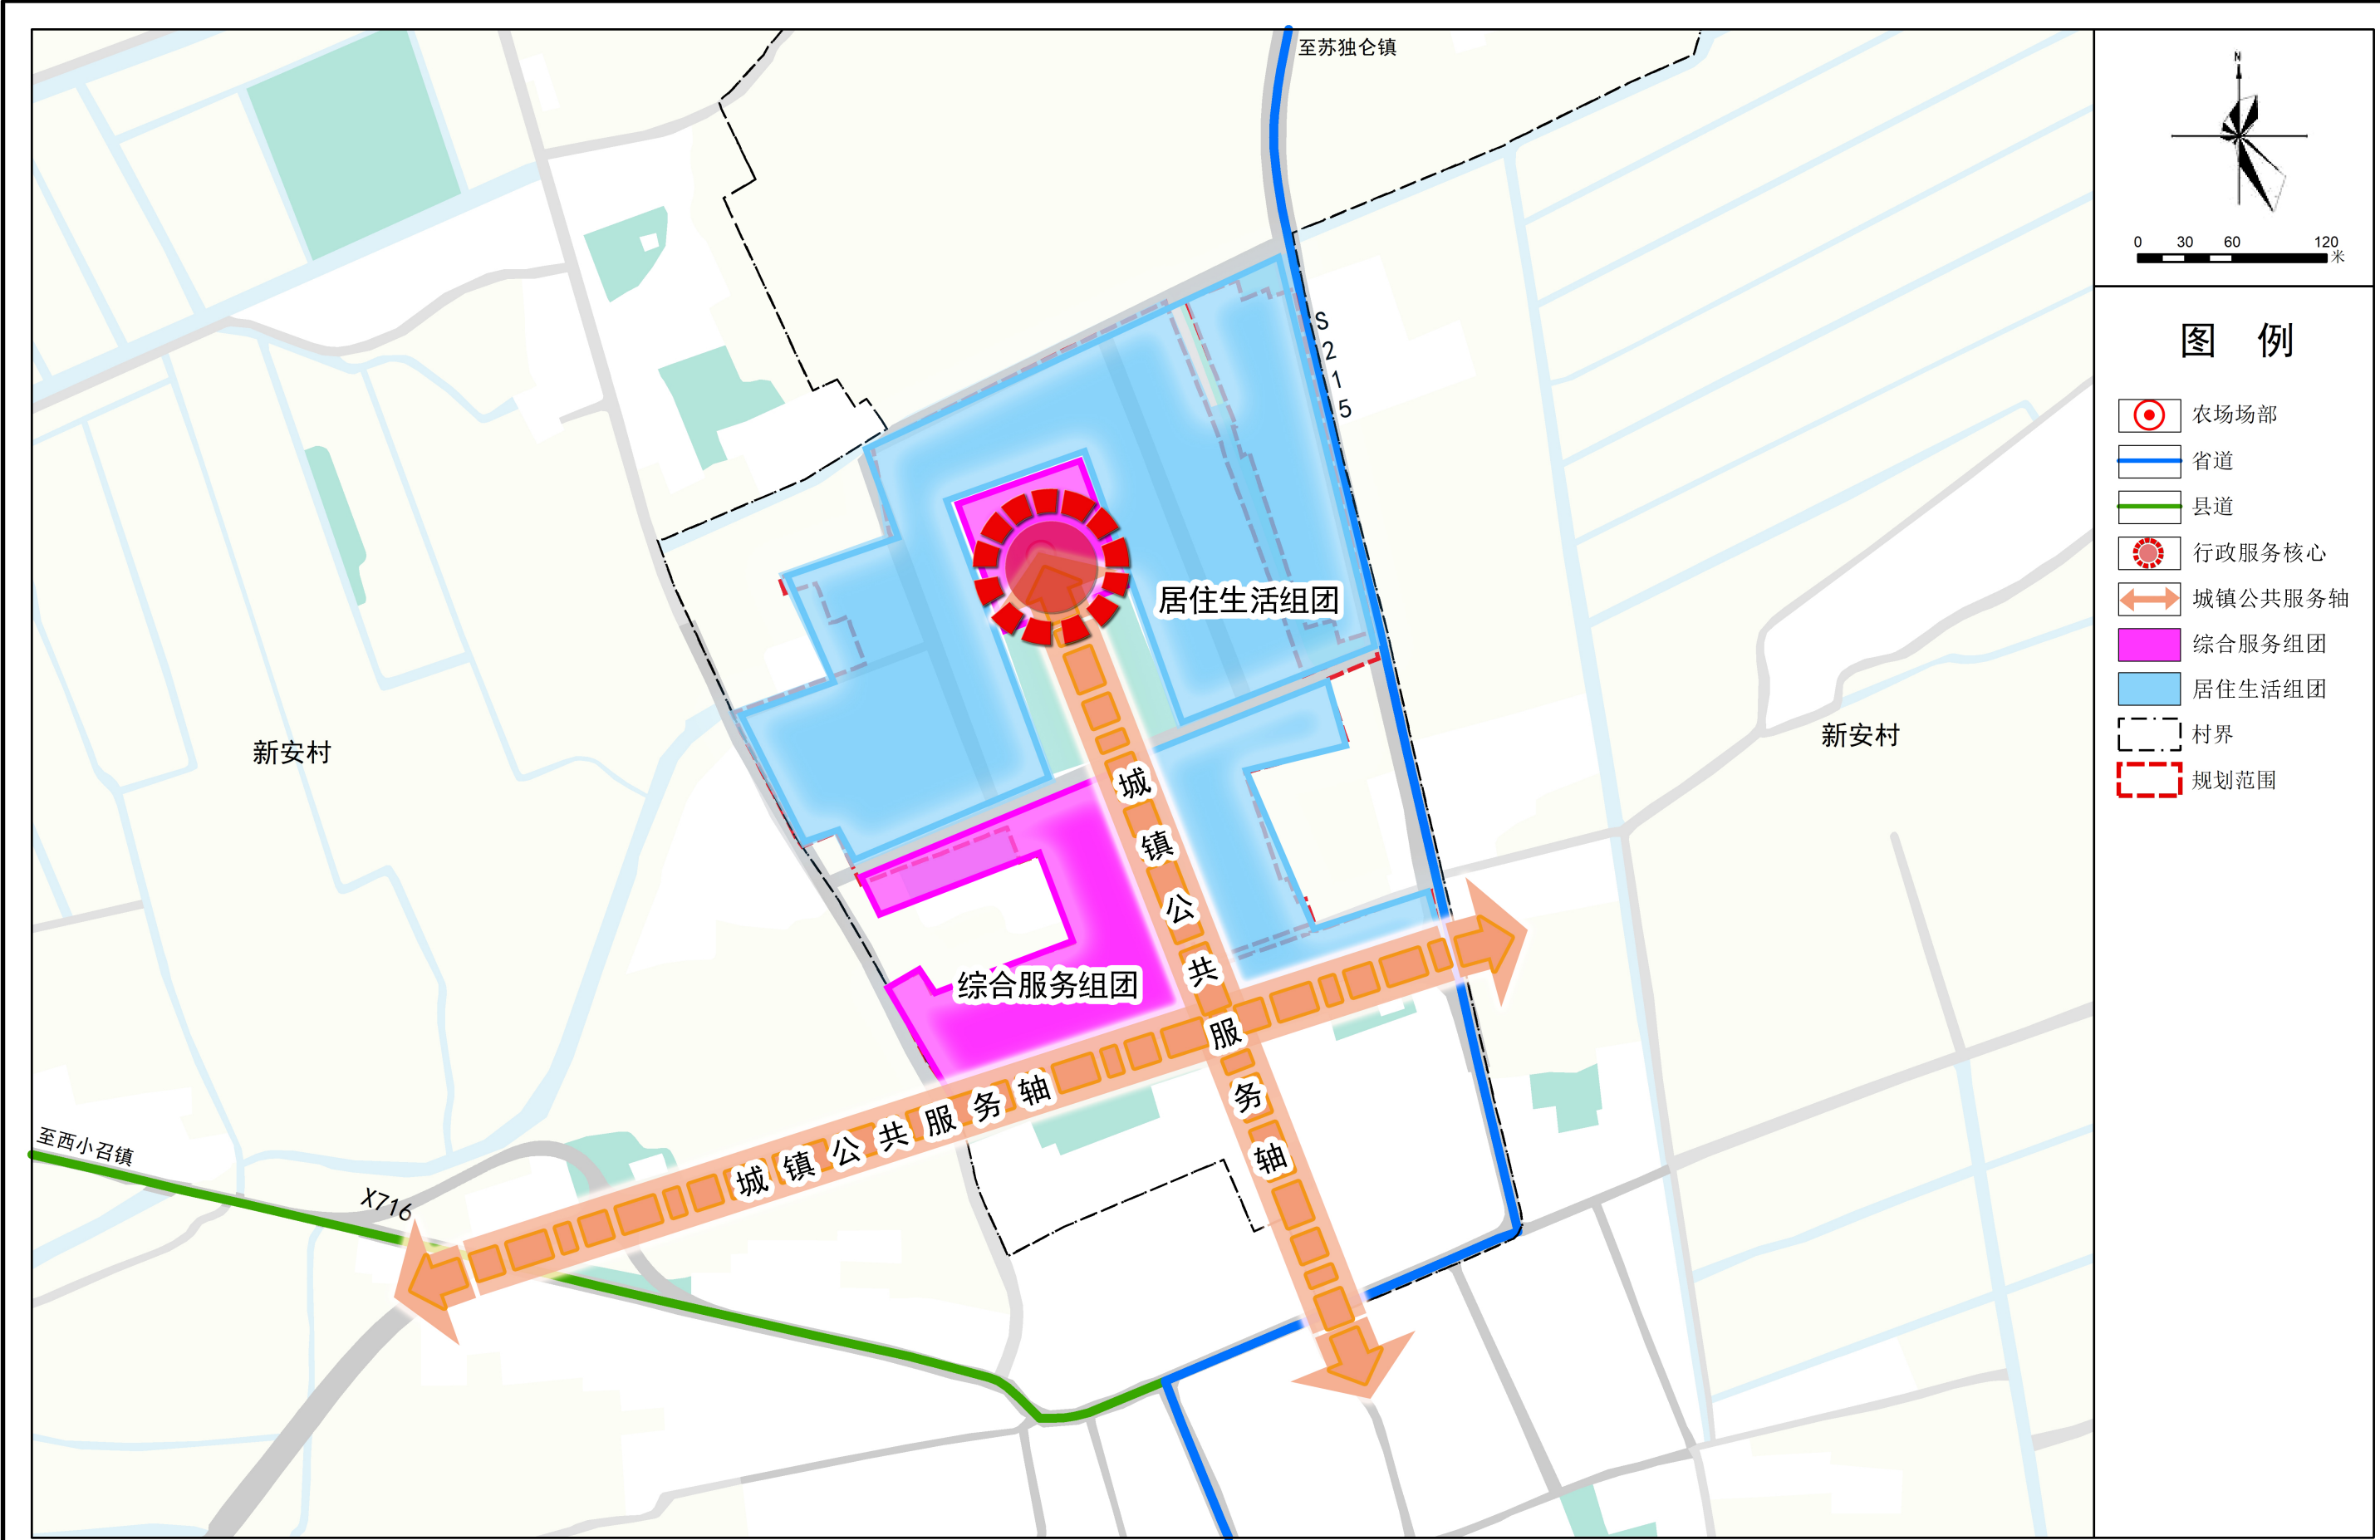 至苏独仑镇
N
0 30 60 120
米
S215
图 例
农场场部
省道
县道
行政服务核心
城镇公共服务轴
综合服务组团
居住生活组团
村界
规划范围
居住生活组团
新安村
新安村
城镇公共服务轴
综合服务组团
城镇公共服务轴
至西小召镇
X716